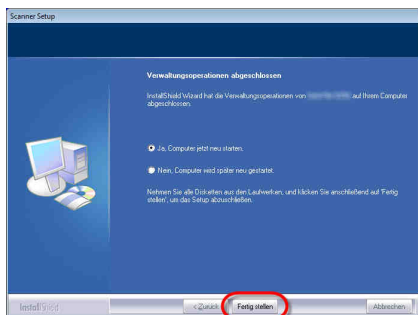 Scanner Setup
Verwaltungsoperationen abgeschlossen
InstallShield Wizard hat die Verwaltungsoperationen von auf Ihrem Computer
abgeschlossen.
Ja, Computer jetzt neu starten.
Nein, Computer wird später neu gestartet.
Nehmen Sie alle Disketten aus den Laufwerken, und klicken Sie anschließend auf 'Fertig
stellen', um das Setup abzuschließen.
InstallShield
< Zurück
Fertig stellen
Abbrechen